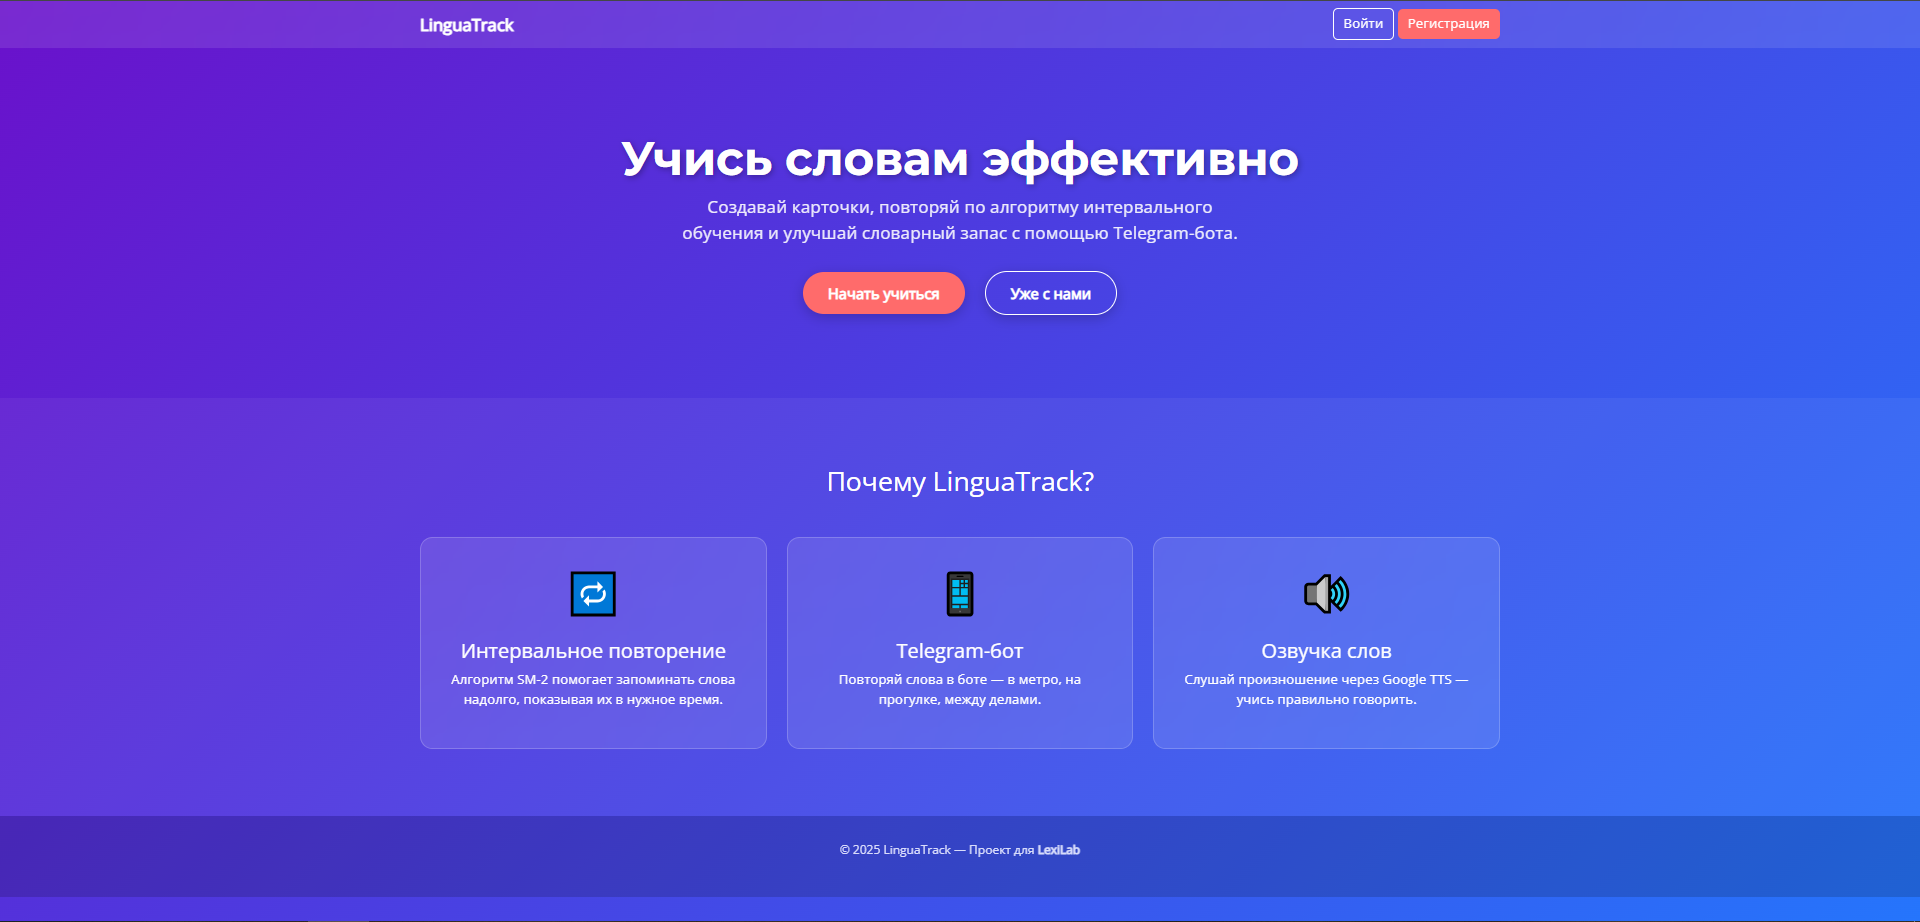 LinguaTrack
Войти
Регистрация
Учись словам эффективно
Создавай карточки, повторяй по алгоритму интервального
обучения и улучшай словарный запас с помощью Telegram-бота.
Начать учиться
Уже с нами
Почему LinguaTrack?
Интервальное повторение
Алгоритм SM-2 помогает запоминать слова
надолго, показывая их в нужное время.
Telegram-бот
Повторяй слова в боте — в метро, на
прогулке, между делами.
Озвучка слов
Слушай произношение через Google TTS —
учись правильно говорить.
© 2025 LinguaTrack — Проект для LexiLab